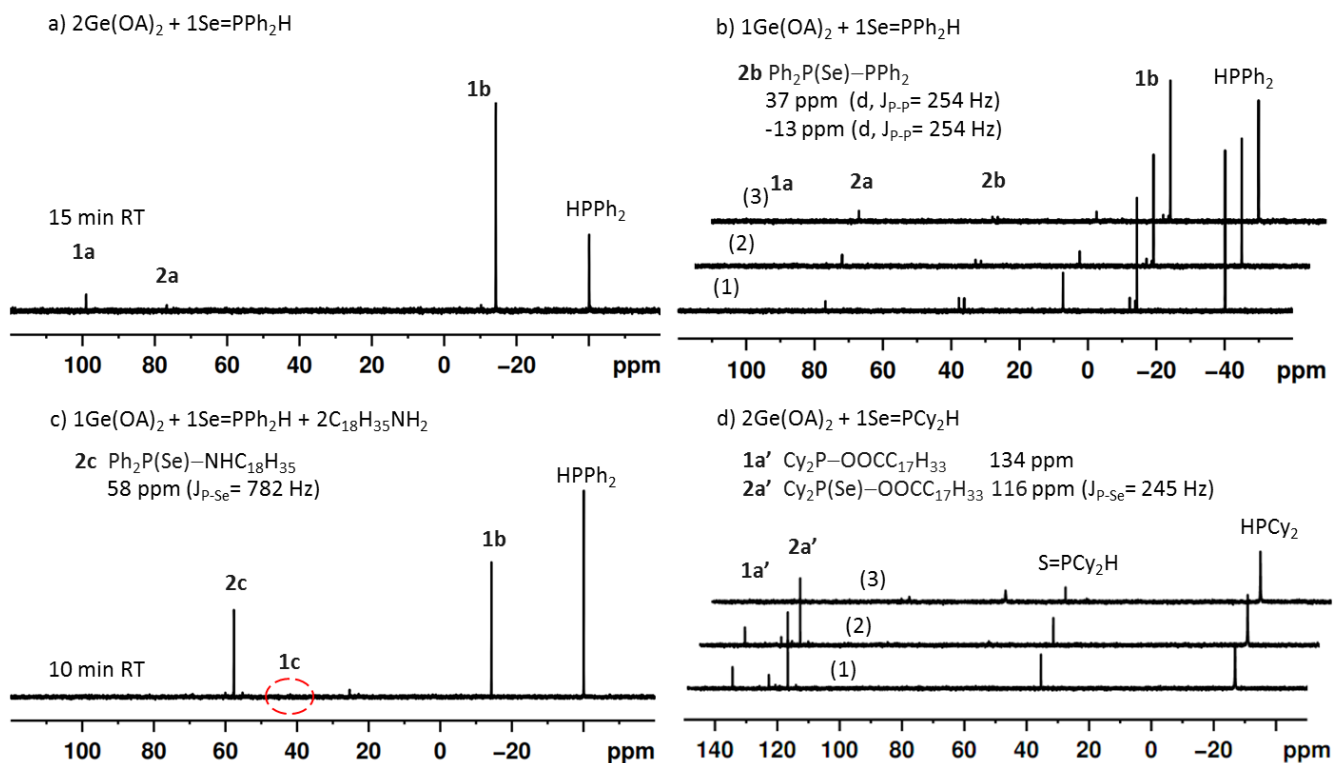 a) 2Ge(OA)₂ + 1Se=PPh₂H
1b
15 min RT
HPPh₂
1a
2a
100 80 60 40 20 0 −20 ppm
b) 1Ge(OA)₂ + 1Se=PPh₂H
2b Ph₂P(Se)−PPh₂
37 ppm (d, J_P-P= 254 Hz)
-13 ppm (d, J_P-P= 254 Hz)
1b
HPPh₂
(3) 1a 2a 2b
(2)
(1)
100 80 60 40 20 0 −20 −40 ppm
c) 1Ge(OA)₂ + 1Se=PPh₂H + 2C₁₈H₃₅NH₂
2c Ph₂P(Se)−NHC₁₈H₃₅
58 ppm (J_P-Se= 782 Hz)
HPPh₂
1b
2c
10 min RT
1c
100 80 60 40 20 0 −20 ppm
d) 2Ge(OA)₂ + 1Se=PCy₂H
1a’ Cy₂P−OOCC₁₇H₃₃ 134 ppm
2a’ Cy₂P(Se)−OOCC₁₇H₃₃ 116 ppm (J_P-Se= 245 Hz)
HPCy₂
2a’
1a’
(3)
S=PCy₂H
(2)
(1)
140 120 100 80 60 40 20 0 −20 ppm